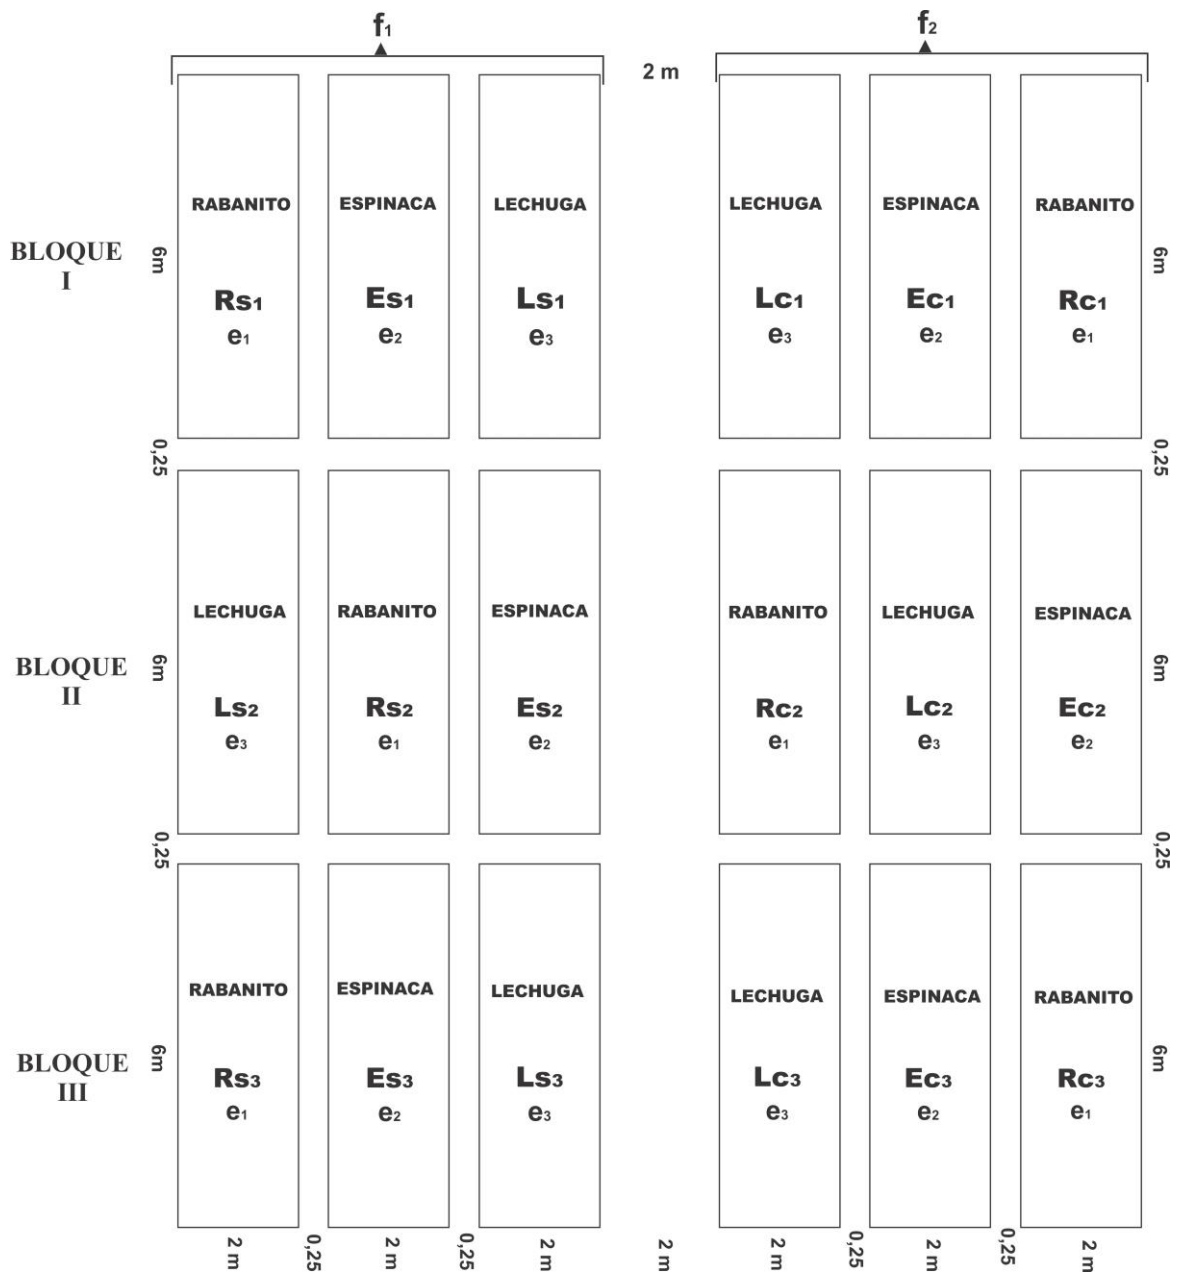 f1
f2
2 m
RABANITO ESPINACA LECHUGA LECHUGA ESPINACA RABANITO
BLOQUE
I
6m
6m
Rs1 Es1 Ls1 Lc1 Ec1 Rc1
e1 e2 e3 e3 e2 e1
0,25
0,25
LECHUGA RABANITO ESPINACA RABANITO LECHUGA ESPINACA
BLOQUE
II
6m
6m
Ls2 Rs2 Es2 Rc2 Lc2 Ec2
e3 e1 e2 e1 e3 e2
0,25
0,25
RABANITO ESPINACA LECHUGA LECHUGA ESPINACA RABANITO
BLOQUE
III
6m
6m
Rs3 Es3 Ls3 Lc3 Ec3 Rc3
e1 e2 e3 e3 e2 e1
2 m 0,25 2 m 0,25 2 m 2 m 2 m 0,25 2 m 0,25 2 m